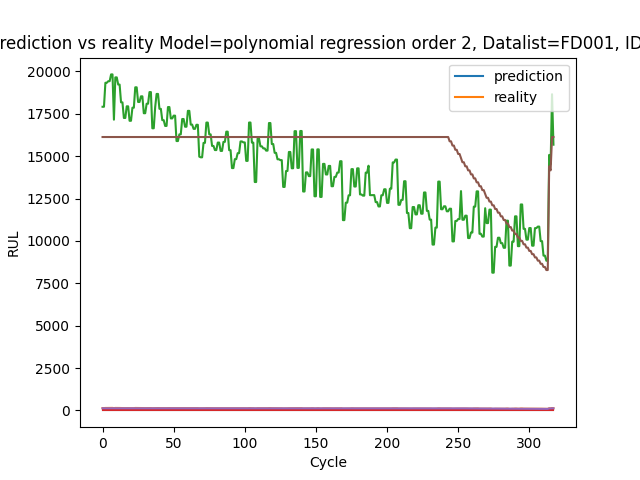 rediction vs reality Model=polynomial regression order 2, Datalist=FD001, ID
prediction
reality
RUL
20000
17500
15000
12500
10000
7500
5000
2500
0
0 50 100 150 200 250 300
Cycle